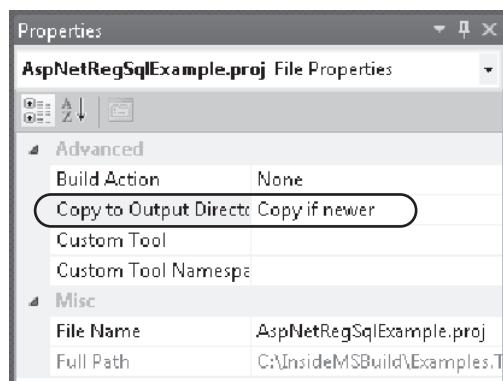 Properties
AspNetRegSqlExample.proj File Properties
Advanced
Build Action None
Copy to Output Directo Copy if newer
Custom Tool
Custom Tool Namespa
Misc
File Name AspNetRegSqlExample.proj
Full Path C:\InsideMSBuild\Examples.T